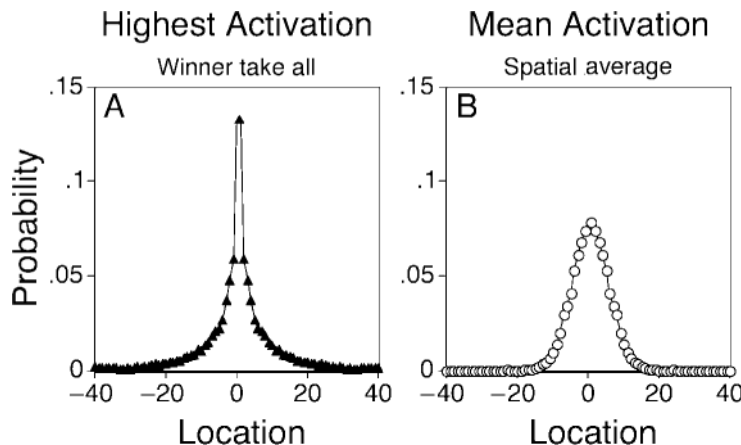 Highest Activation
Mean Activation
Winner take all
Spatial average
.15
A
.1
.05
0
Probability
−40
−20
0
20
40
Location
.15
B
.1
.05
0
−40
−20
0
20
40
Location